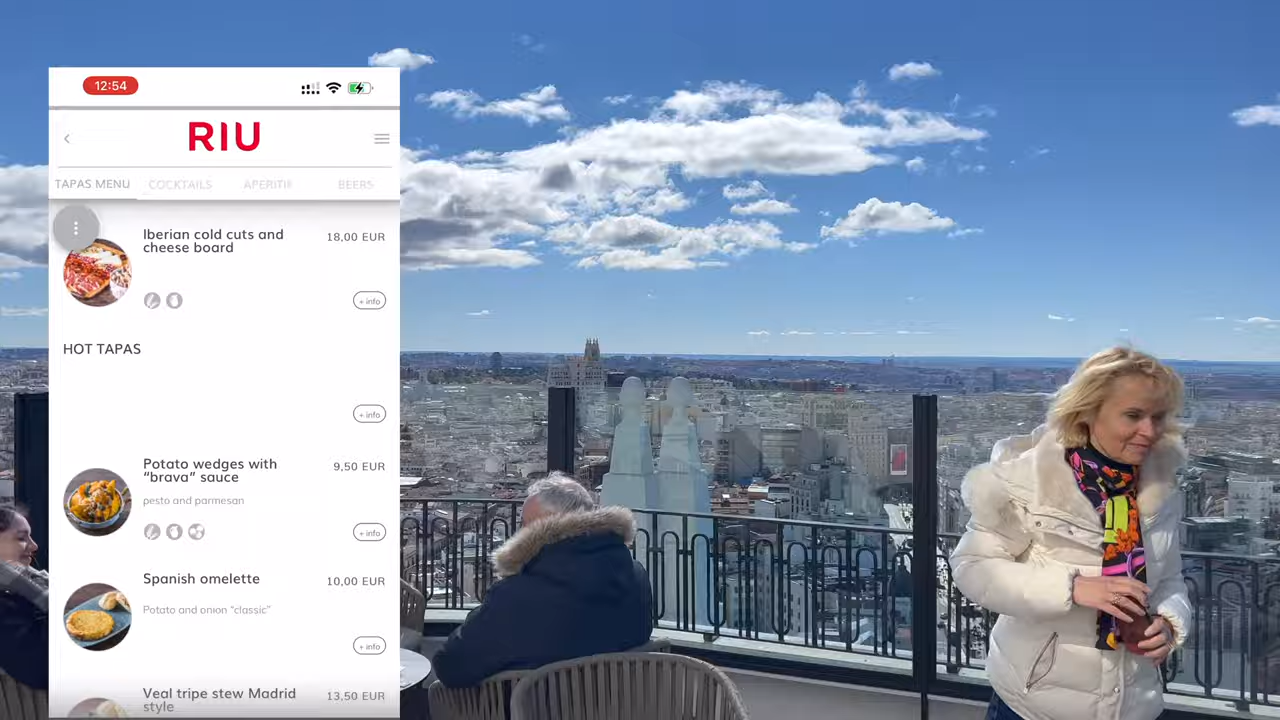 12:54
RIU
TAPAS MENU COCKTAILS APERITIF BEERS
Iberian cold cuts and 18,00 EUR
cheese board
+ info
HOT TAPAS
+ info
Potato wedges with 9,50 EUR
“brava” sauce
pesto and parmesan
+ info
Spanish omelette 10,00 EUR
Potato and onion “classic”
+ info
Veal tripe stew Madrid 13,50 EUR
style